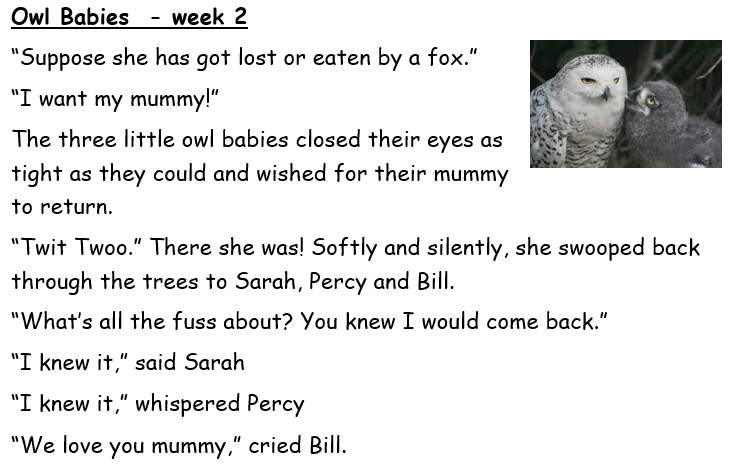 Owl Babies  - week 2
“Suppose she has got lost or eaten by a fox.”
“I want my mummy!”
The three little owl babies closed their eyes as
tight as they could and wished for their mummy
to return.
“Twit Twoo.” There she was! Softly and silently, she swooped back
through the trees to Sarah, Percy and Bill.
“What’s all the fuss about? You knew I would come back.”
“I knew it,” said Sarah
“I knew it,” whispered Percy
“We love you mummy,” cried Bill.